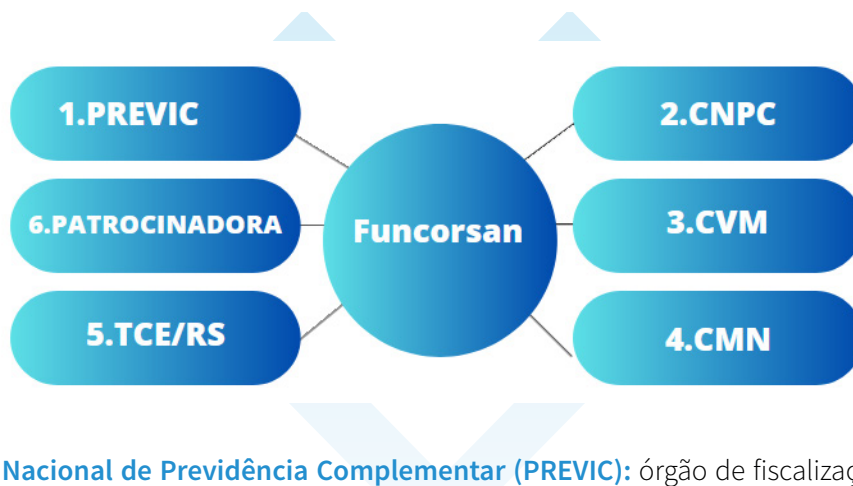 1.PREVIC
2.CNPC
6.PATROCINADORA
Funcorsan
3.CVM
5.TCE/RS
4.CMN
Nacional de Previdência Complementar (PREVIC): órgão de